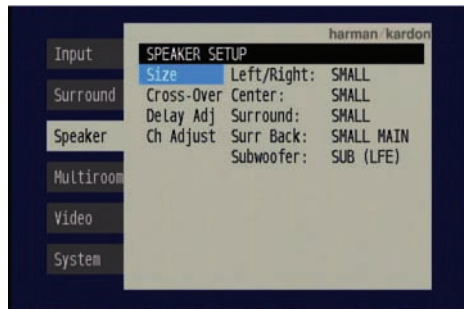 harman/kardon
Input
Surround
Speaker
Multiroom
Video
System
SPEAKER SETUP
Size Left/Right: SMALL
Cross-Over Center: SMALL
Delay Adj Surround: SMALL
Ch Adjust Surr Back: SMALL MAIN
Subwoofer: SUB (LFE)